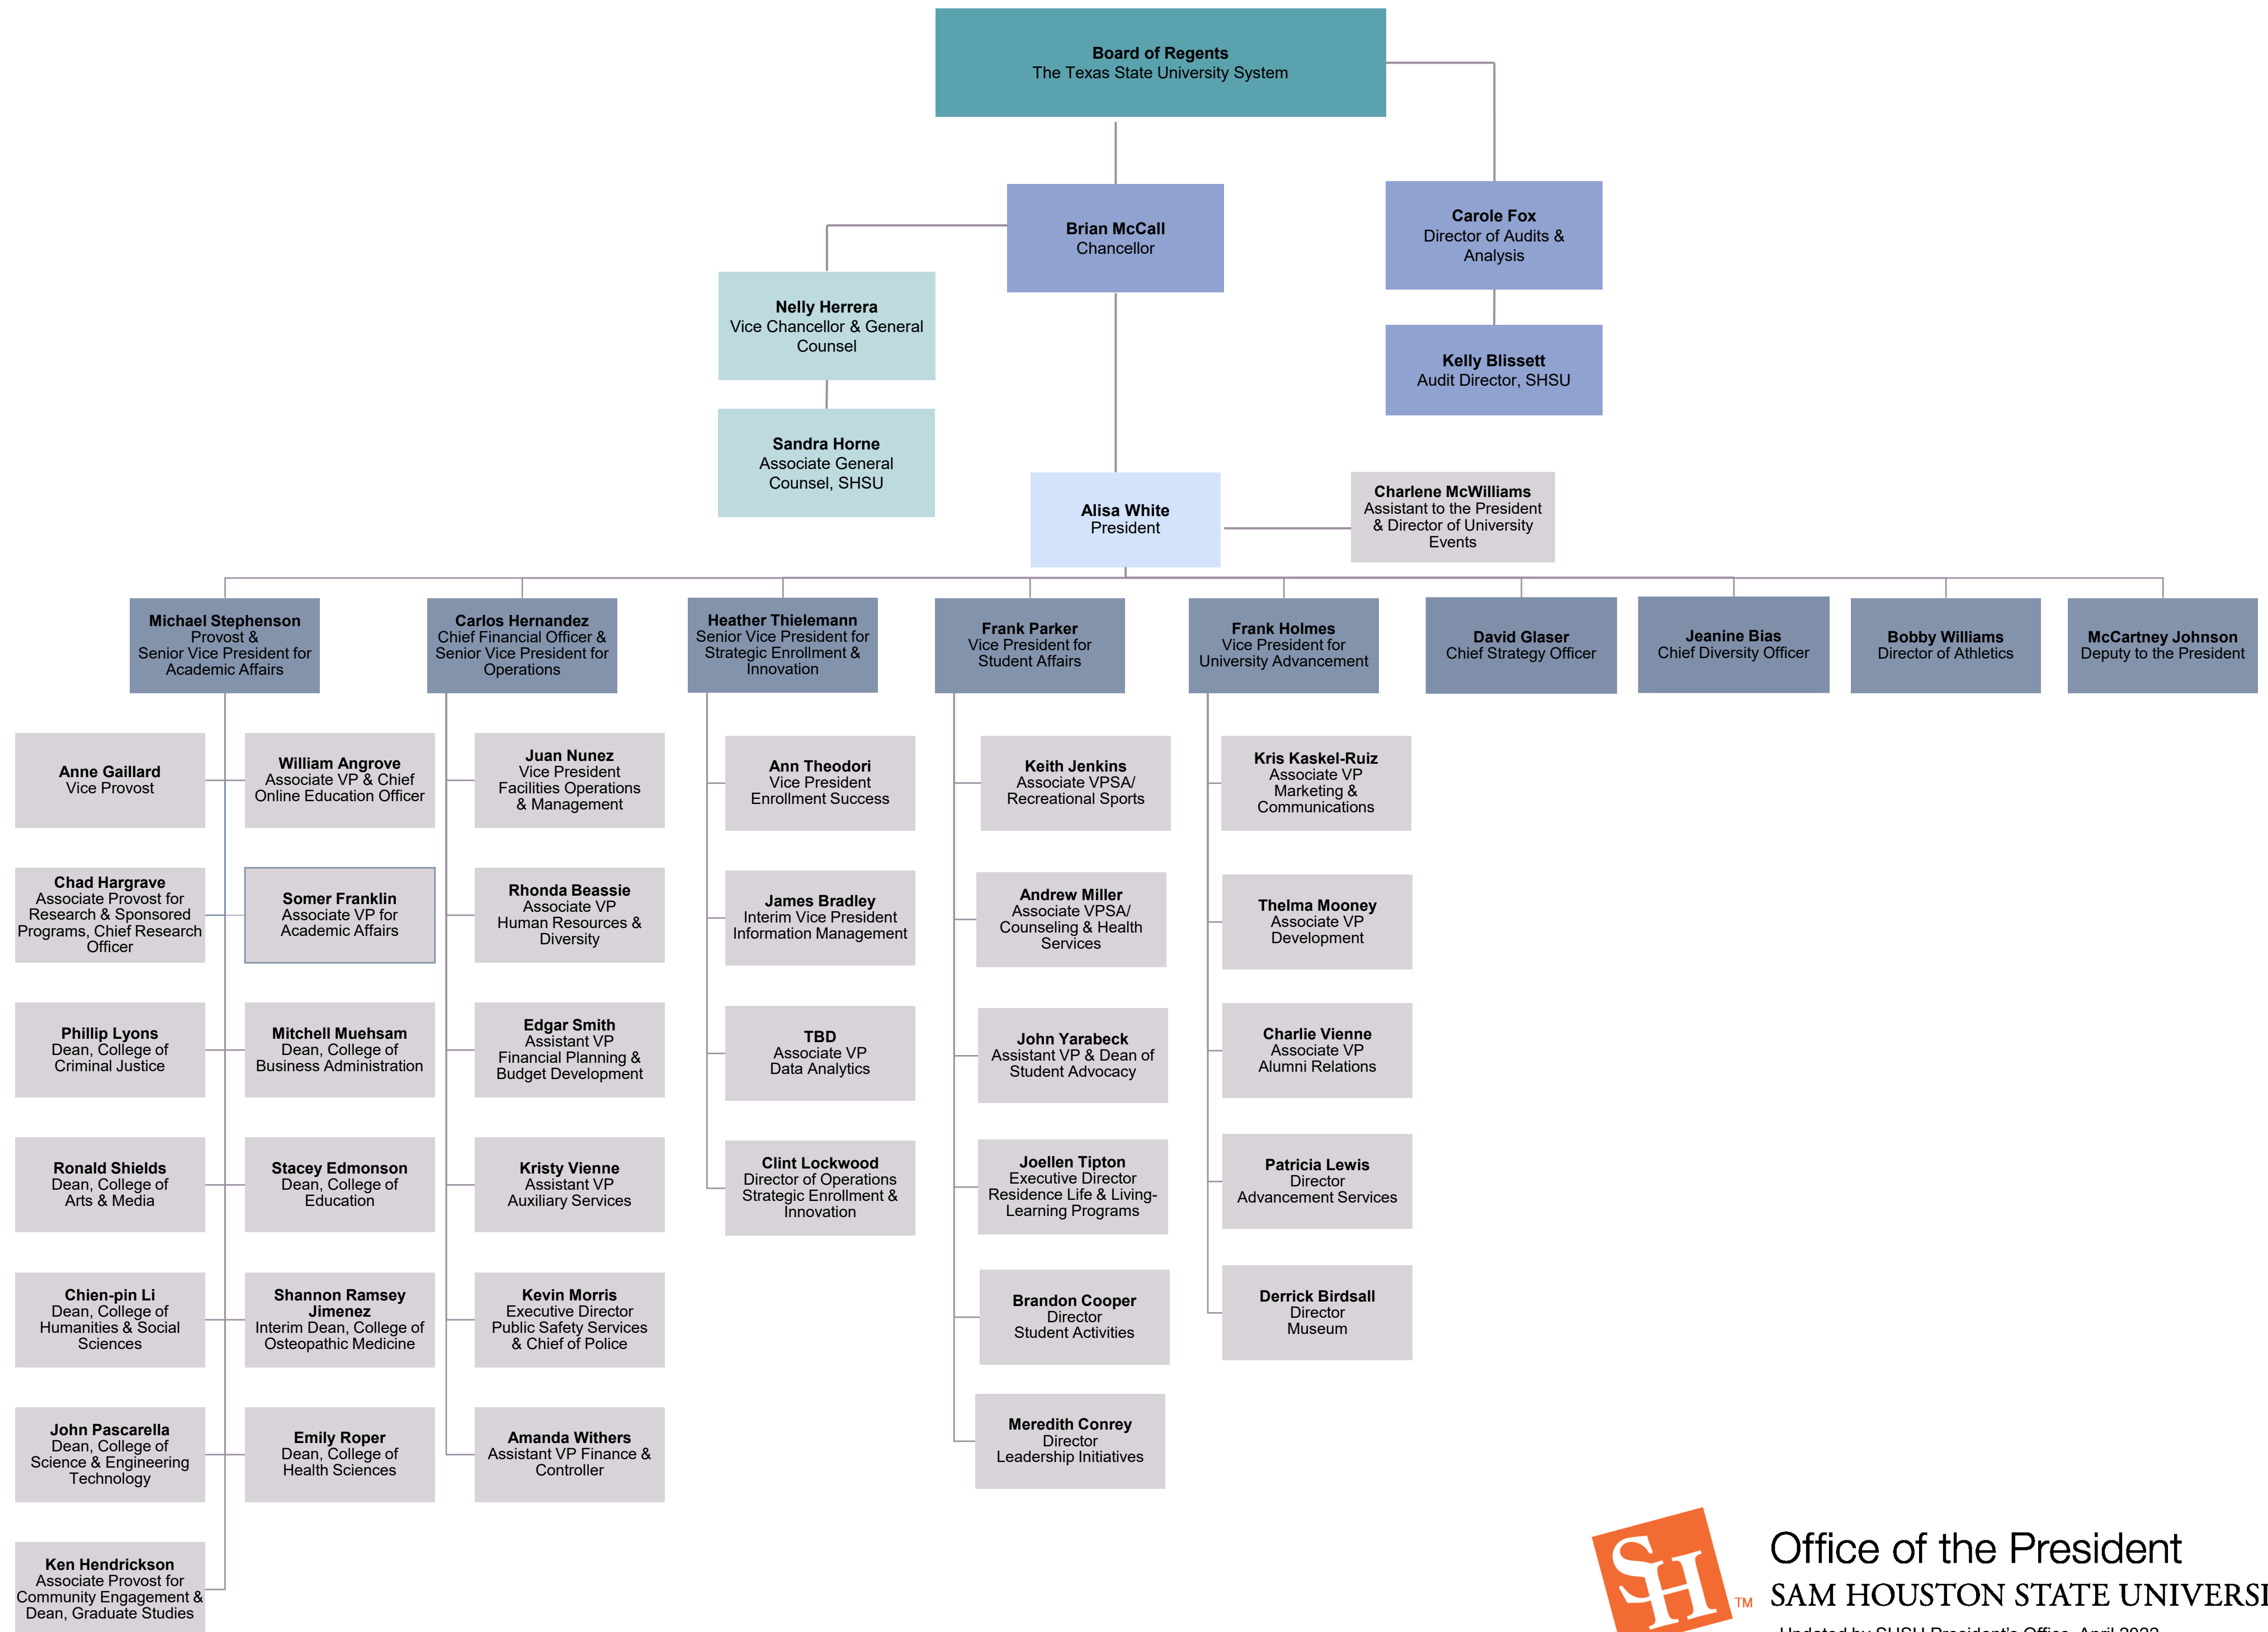 Board of Regents
The Texas State University System
Brian McCall
Chancellor
Carole Fox
Director of Audits &
Analysis
Nelly Herrera
Vice Chancellor & General
Counsel
Kelly Blissett
Audit Director, SHSU
Sandra Horne
Associate General
Counsel, SHSU
Alisa White
President
Charlene McWilliams
Assistant to the President
& Director of University
Events
Michael Stephenson
Provost &
Senior Vice President for
Academic Affairs
Carlos Hernandez
Chief Financial Officer &
Senior Vice President for
Operations
Heather Thielemann
Senior Vice President for
Strategic Enrollment &
Innovation
Frank Parker
Vice President for
Student Affairs
Frank Holmes
Vice President for
University Advancement
David Glaser
Chief Strategy Officer
Jeanine Bias
Chief Diversity Officer
Bobby Williams
Director of Athletics
McCartney Johnson
Deputy to the President
Anne Gaillard
Vice Provost
William Angrove
Associate VP & Chief
Online Education Officer
Juan Nunez
Vice President
Facilities Operations
& Management
Ann Theodori
Vice President
Enrollment Success
Keith Jenkins
Associate VPSA/
Recreational Sports
Kris Kaskel-Ruiz
Associate VP
Marketing &
Communications
Chad Hargrave
Associate Provost for
Research & Sponsored
Programs, Chief Research
Officer
Somer Franklin
Associate VP for
Academic Affairs
Rhonda Beassie
Associate VP
Human Resources &
Diversity
James Bradley
Interim Vice President
Information Management
Andrew Miller
Associate VPSA/
Counseling & Health
Services
Thelma Mooney
Associate VP
Development
Phillip Lyons
Dean, College of
Criminal Justice
Mitchell Muehsam
Dean, College of
Business Administration
Edgar Smith
Assistant VP
Financial Planning &
Budget Development
TBD
Associate VP
Data Analytics
John Yarabeck
Assistant VP & Dean of
Student Advocacy
Charlie Vienne
Associate VP
Alumni Relations
Ronald Shields
Dean, College of
Arts & Media
Stacey Edmonson
Dean, College of
Education
Kristy Vienne
Assistant VP
Auxiliary Services
Clint Lockwood
Director of Operations
Strategic Enrollment &
Innovation
Joellen Tipton
Executive Director
Residence Life & Living-
Learning Programs
Patricia Lewis
Director
Advancement Services
Chien-pin Li
Dean, College of
Humanities & Social
Sciences
Shannon Ramsey
Jimenez
Interim Dean, College of
Osteopathic Medicine
Kevin Morris
Executive Director
Public Safety Services
& Chief of Police
Brandon Cooper
Director
Student Activities
Derrick Birdsall
Director
Museum
John Pascarella
Dean, College of
Science & Engineering
Technology
Emily Roper
Dean, College of
Health Sciences
Amanda Withers
Assistant VP Finance &
Controller
Meredith Conrey
Director
Leadership Initiatives
Ken Hendrickson
Associate Provost for
Community Engagement &
Dean, Graduate Studies
SH
TM
Office of the President
SAM HOUSTON STATE UNIVERSI
Updated by SHSU President's Office, April